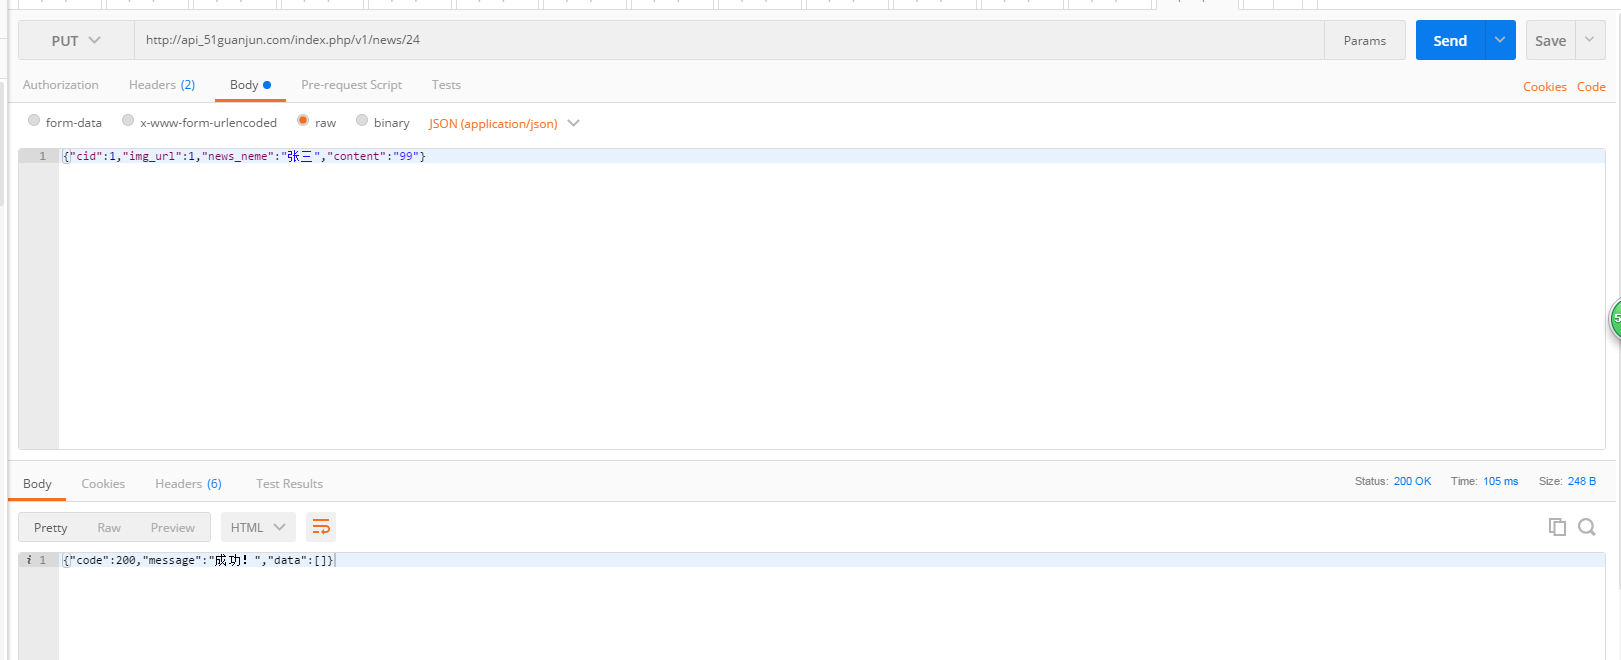 PUT http://api_51guanjun.com/index.php/v1/news/24 Params Send Save
Authorization Headers (2) Body Pre-request Script Tests Cookies Code
form-data x-www-form-urlencoded raw binary JSON (application/json)
1 {"cid":1,"img_url":1,"news_neme":"张三","content":"99"}
5
Body Cookies Headers (6) Test Results Status: 200 OK Time: 105 ms Size: 248 B
Pretty Raw Preview HTML
i 1 {"code":200,"message":"成功！","data":[]}